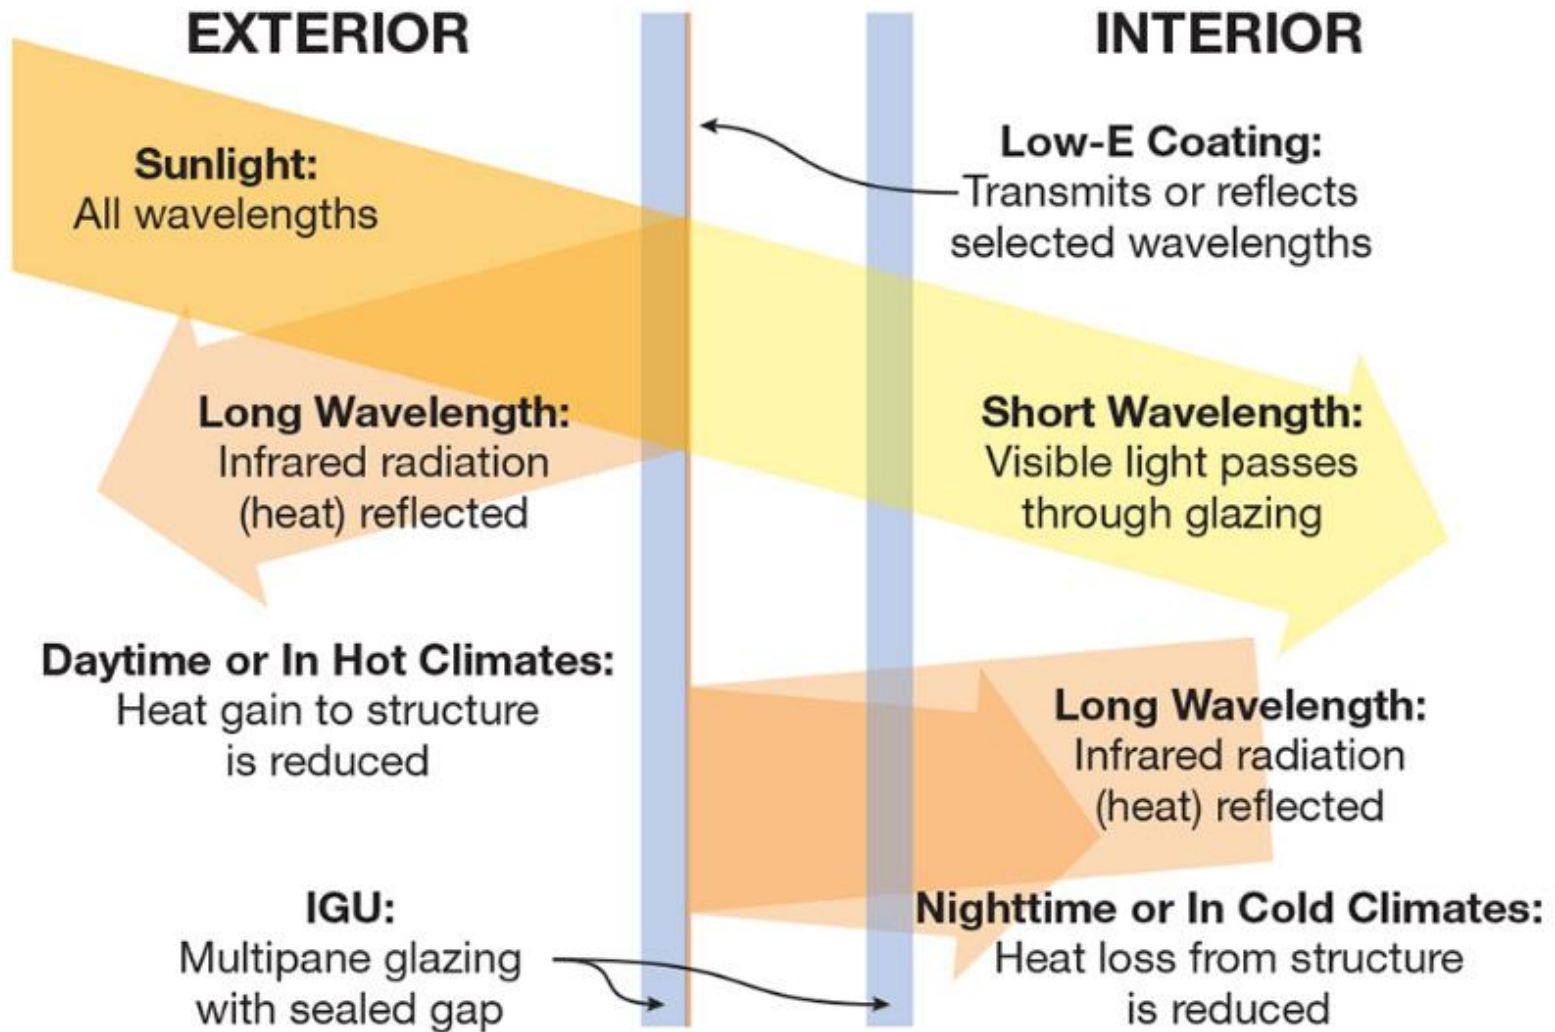 EXTERIOR
INTERIOR
Sunlight:
All wavelengths
Low-E Coating:
Transmits or reflects
selected wavelengths
Long Wavelength:
Infrared radiation
(heat) reflected
Short Wavelength:
Visible light passes
through glazing
Daytime or In Hot Climates:
Heat gain to structure
is reduced
Long Wavelength:
Infrared radiation
(heat) reflected
IGU:
Multipane glazing
with sealed gap
Nighttime or In Cold Climates:
Heat loss from structure
is reduced